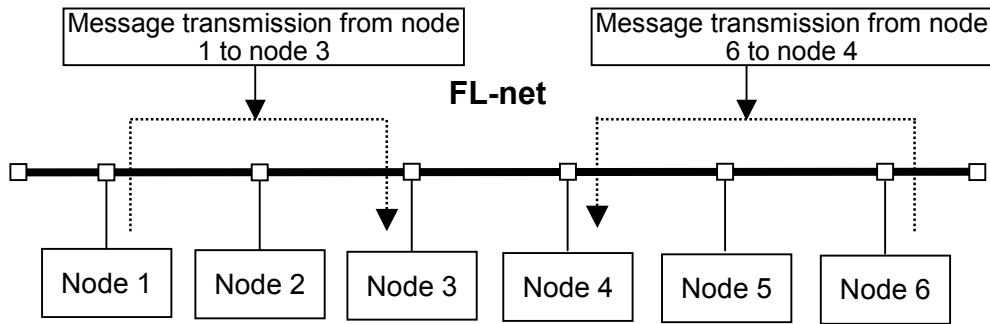 Message transmission from node
1 to node 3
Message transmission from node
6 to node 4
FL-net
Node 1
Node 2
Node 3
Node 4
Node 5
Node 6